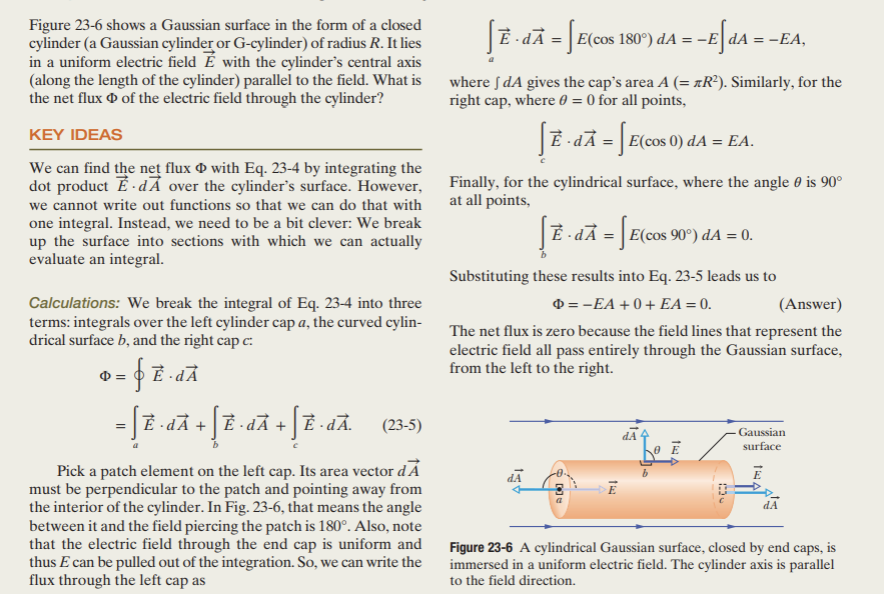 Figure 23-6 shows a Gaussian surface in the form of a closed
cylinder (a Gaussian cylinder or G-cylinder) of radius R. It lies
in a uniform electric field E⃗ with the cylinder's central axis
(along the length of the cylinder) parallel to the field. What is
the net flux Φ of the electric field through the cylinder?
KEY IDEAS
We can find the net flux Φ with Eq. 23-4 by integrating the
dot product E⃗ · dA⃗ over the cylinder's surface. However,
we cannot write out functions so that we can do that with
one integral. Instead, we need to be a bit clever: We break
up the surface into sections with which we can actually
evaluate an integral.
Calculations: We break the integral of Eq. 23-4 into three
terms: integrals over the left cylinder cap a, the curved cylin-
drical surface b, and the right cap c:
Φ = ∮ E⃗ · dA⃗
= ∫_a E⃗ · dA⃗ + ∫_b E⃗ · dA⃗ + ∫_c E⃗ · dA⃗. (23-5)
Pick a patch element on the left cap. Its area vector dA⃗
must be perpendicular to the patch and pointing away from
the interior of the cylinder. In Fig. 23-6, that means the angle
between it and the field piercing the patch is 180°. Also, note
that the electric field through the end cap is uniform and
thus E can be pulled out of the integration. So, we can write the
flux through the left cap as
∫_a E⃗ · dA⃗ = ∫ E(cos 180°) dA = −E∫ dA = −EA,
where ∫ dA gives the cap's area A (= πR²). Similarly, for the
right cap, where θ = 0 for all points,
∫_c E⃗ · dA⃗ = ∫ E(cos 0) dA = EA.
Finally, for the cylindrical surface, where the angle θ is 90°
at all points,
∫_b E⃗ · dA⃗ = ∫ E(cos 90°) dA = 0.
Substituting these results into Eq. 23-5 leads us to
Φ = −EA + 0 + EA = 0. (Answer)
The net flux is zero because the field lines that represent the
electric field all pass entirely through the Gaussian surface,
from the left to the right.
dA⃗
θ E⃗
b
Gaussian
surface
dA⃗
θ
a
E⃗
c
E⃗
dA⃗
Figure 23-6 A cylindrical Gaussian surface, closed by end caps, is
immersed in a uniform electric field. The cylinder axis is parallel
to the field direction.